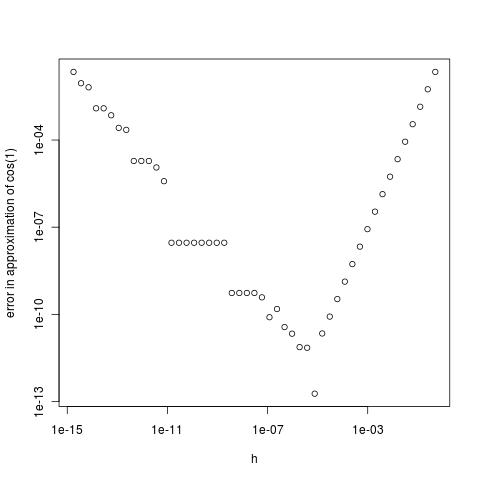 error in approximation of cos(1)
1e-04
1e-07
1e-10
1e-13
1e-15 1e-11 1e-07 1e-03
h